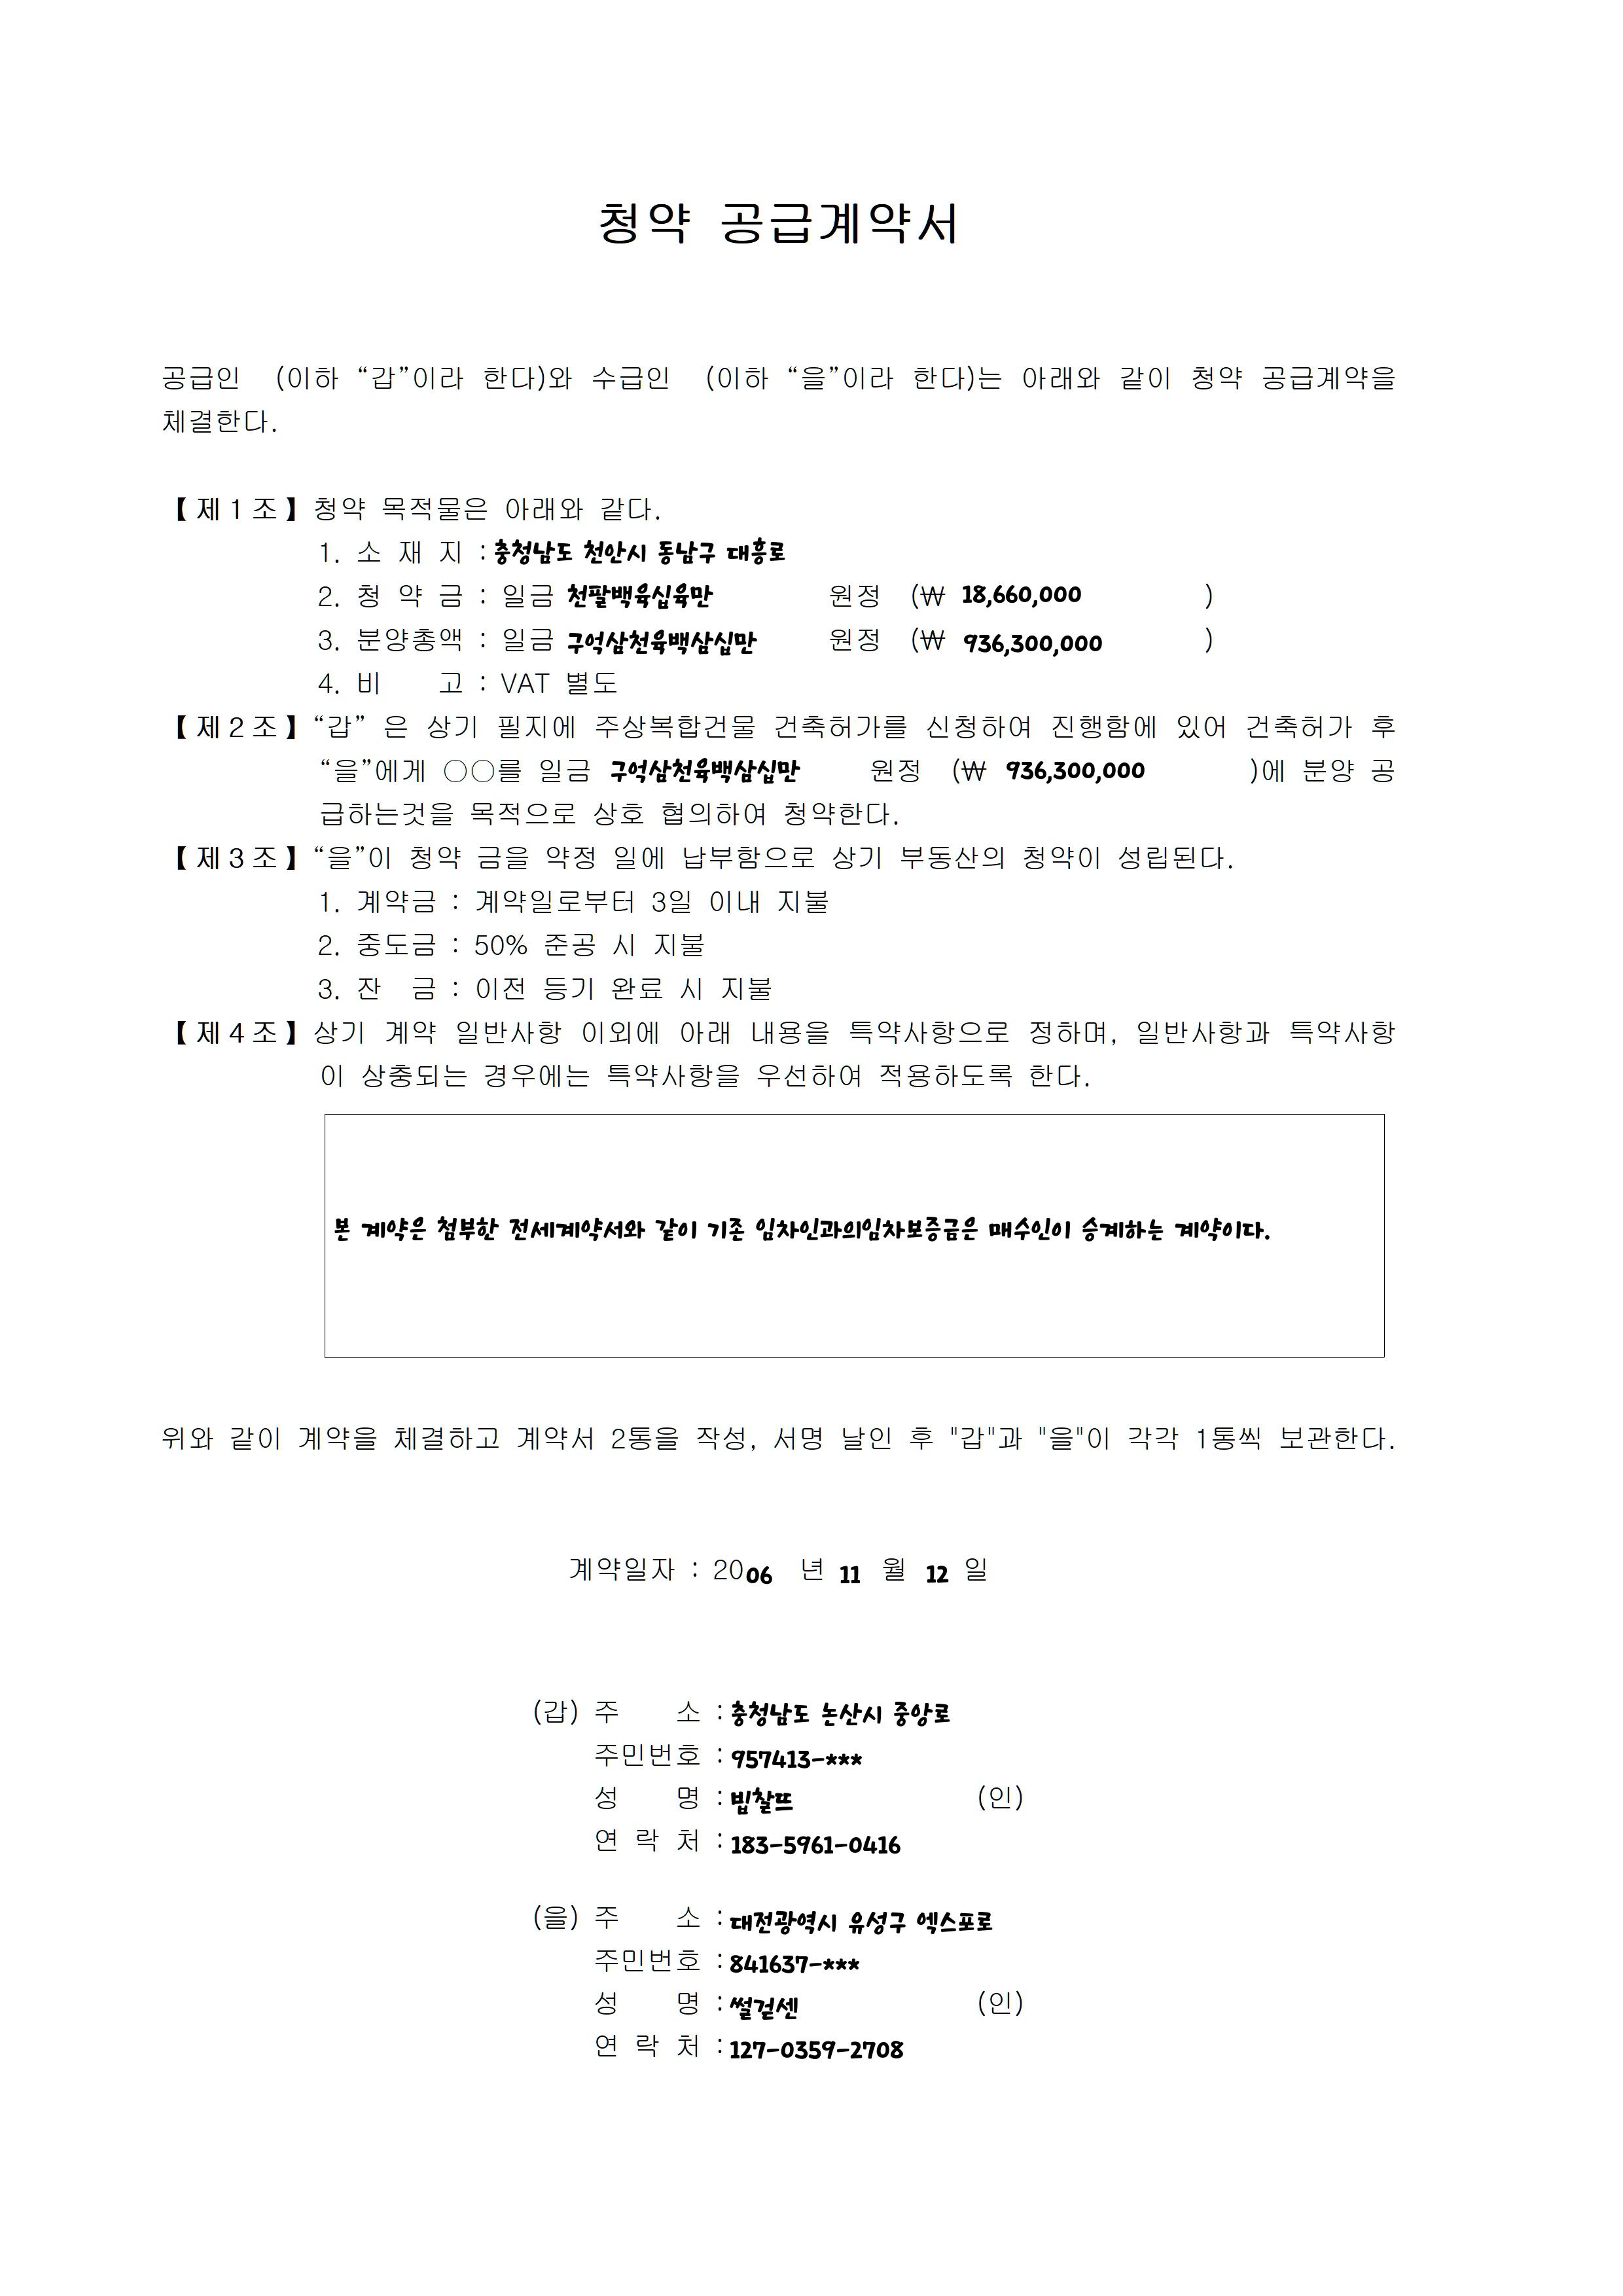 청약 공급계약서
공급인 (이하 “갑”이라 한다)와 수급인 (이하 “을”이라 한다)는 아래와 같이 청약 공급계약을
체결한다.
【제1조】청약 목적물은 아래와 같다.
1. 소 재 지 : 충청남도 천안시 동남구 대흥로
2. 청 약 금 : 일금 천팔백육십육만 원정 (₩ 18,660,000 )
3. 분양총액 : 일금 구억삼천육백삼십만 원정 (₩ 936,300,000 )
4. 비 고 : VAT 별도
【제2조】“갑” 은 상기 필지에 주상복합건물 건축허가를 신청하여 진행함에 있어 건축허가 후
“을”에게 ○○를 일금 구억삼천육백삼십만 원정 (₩ 936,300,000 )에 분양 공
급하는것을 목적으로 상호 협의하여 청약한다.
【제3조】“을”이 청약 금을 약정 일에 납부함으로 상기 부동산의 청약이 성립된다.
1. 계약금 : 계약일로부터 3일 이내 지불
2. 중도금 : 50% 준공 시 지불
3. 잔 금 : 이전 등기 완료 시 지불
【제4조】상기 계약 일반사항 이외에 아래 내용을 특약사항으로 정하며, 일반사항과 특약사항
이 상충되는 경우에는 특약사항을 우선하여 적용하도록 한다.
본 계약은 첨부한 전세계약서와 같이 기존 임차인과의임차보증금은 매수인이 승계하는 계약이다.
위와 같이 계약을 체결하고 계약서 2통을 작성, 서명 날인 후 "갑"과 "을"이 각각 1통씩 보관한다.
계약일자 : 2006 년 11 월 12 일
(갑) 주 소 : 충청남도 논산시 중앙로
주민번호 : 957413-***
성 명 : 빕찰뜨 (인)
연 락 처 : 183-5961-0416
(을) 주 소 : 대전광역시 유성구 엑스포로
주민번호 : 841637-***
성 명 : 썰겉센 (인)
연 락 처 : 127-0359-2708